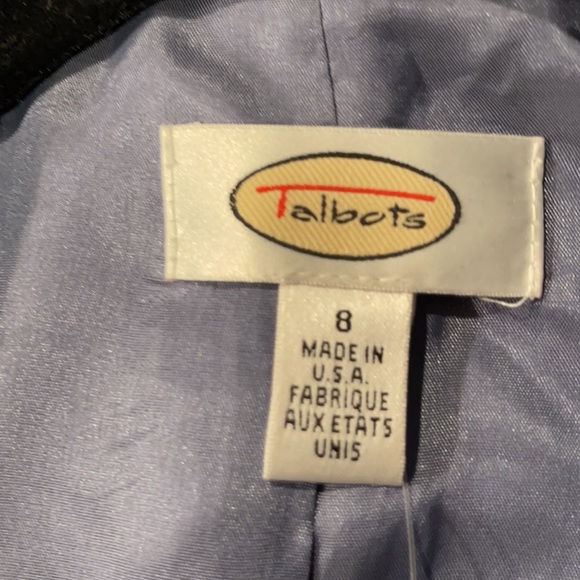 Talbots
8
MADE IN
U.S.A.
FABRIQUE
AUX ETATS
UNIS